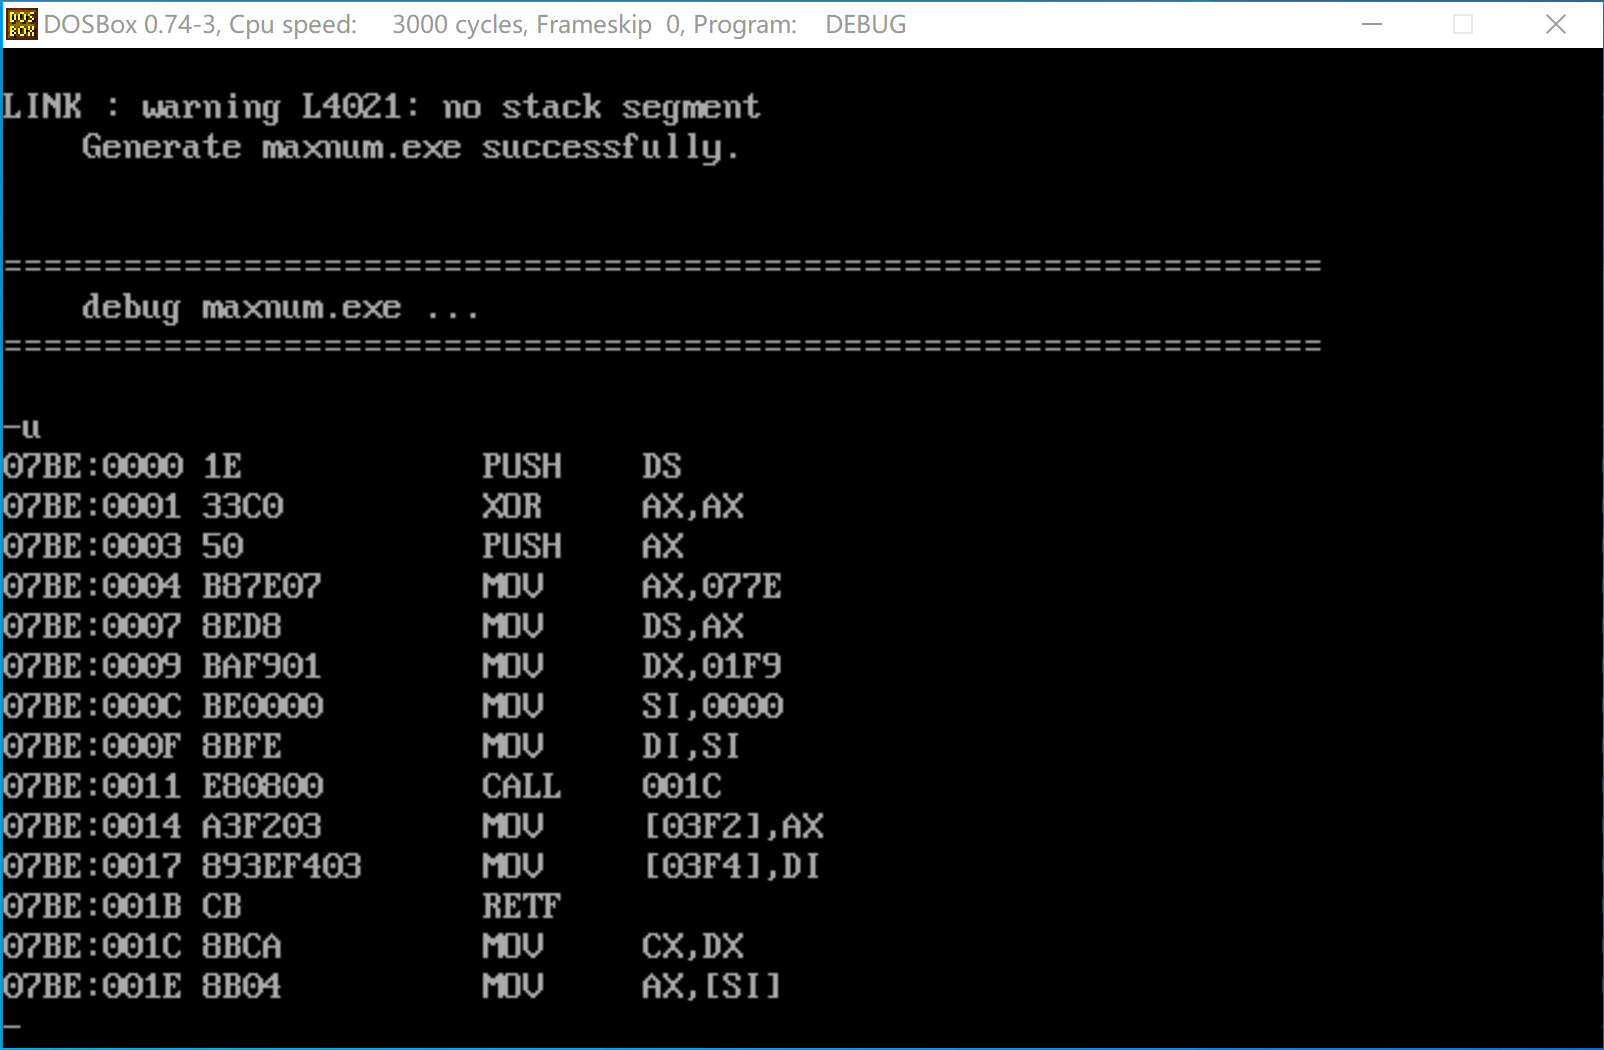 DOS BOX DOSBox 0.74-3, Cpu speed: 3000 cycles, Frameskip 0, Program: DEBUG
LINK : warning L4021: no stack segment
Generate maxnum.exe successfully.
==================================================================
debug maxnum.exe ...
==================================================================
-u
07BE:0000 1E PUSH DS
07BE:0001 33C0 XOR AX,AX
07BE:0003 50 PUSH AX
07BE:0004 B87E07 MOV AX,077E
07BE:0007 8ED8 MOV DS,AX
07BE:0009 BAF901 MOV DX,01F9
07BE:000C BE0000 MOV SI,0000
07BE:000F 8BFE MOV DI,SI
07BE:0011 E80800 CALL 001C
07BE:0014 A3F203 MOV [03F2],AX
07BE:0017 893EF403 MOV [03F4],DI
07BE:001B CB RETF
07BE:001C 8BCA MOV CX,DX
07BE:001E 8B04 MOV AX,[SI]
-